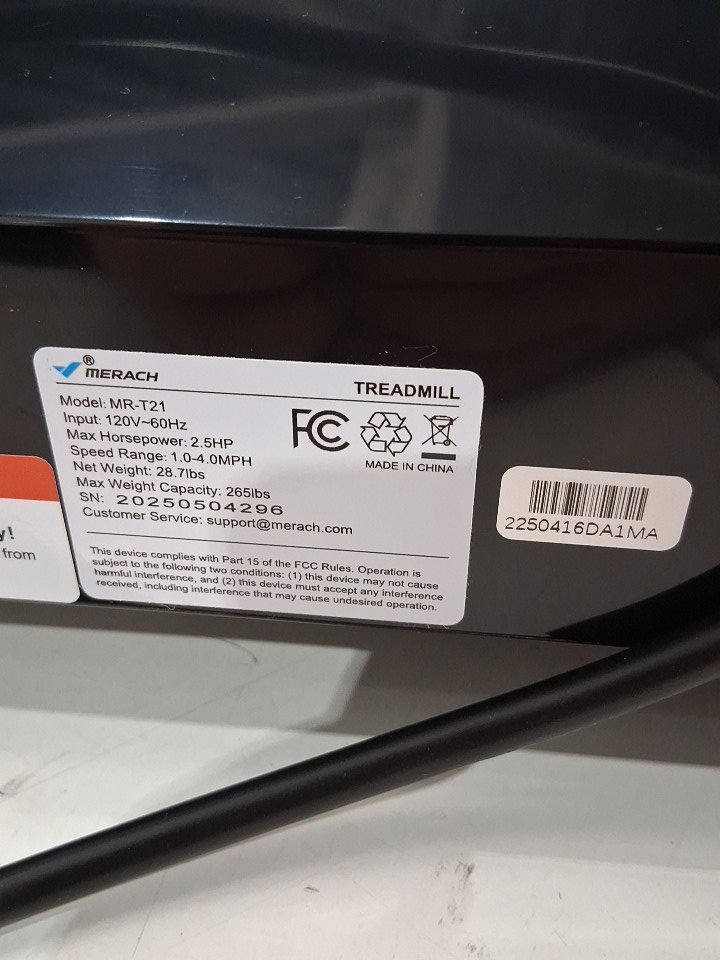 ® MERACH
TREADMILL
Model: MR-T21
Input: 120V~60Hz
Max Horsepower: 2.5HP
Speed Range: 1.0-4.0MPH
Net Weight: 28.7lbs
Max Weight Capacity: 265lbs
SN: 20250504296
Customer Service: support@merach.com
FC
MADE IN CHINA
This device complies with Part 15 of the FCC Rules. Operation is
subject to the following two conditions: (1) this device may not cause
harmful interference, and (2) this device must accept any interference
received, including interference that may cause undesired operation.
2250416DA1MA
y!
from